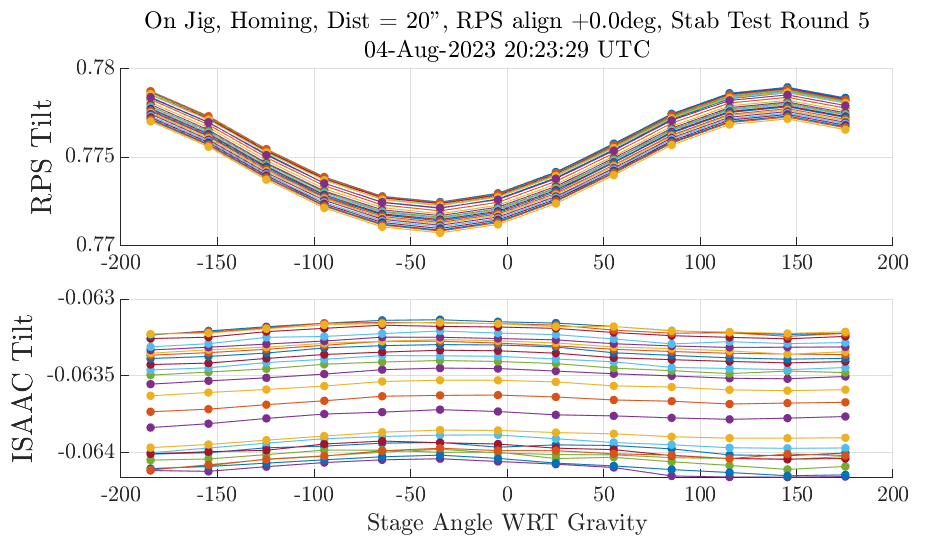 On Jig, Homing, Dist = 20", RPS align +0.0deg, Stab Test Round 5
04-Aug-2023 20:23:29 UTC
0.78
0.775
0.77
RPS Tilt
-200 -150 -100 -50 0 50 100 150 200
-0.063
-0.0635
-0.064
ISAAC Tilt
-200 -150 -100 -50 0 50 100 150 200
Stage Angle WRT Gravity